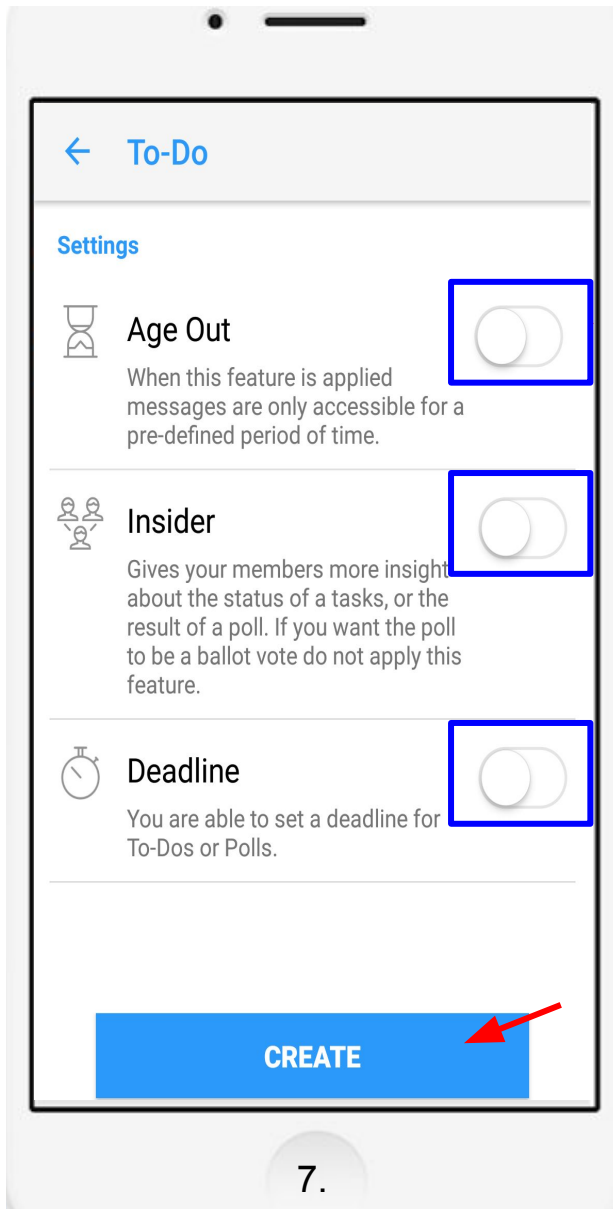 To-Do
Settings
Age Out
When this feature is applied
messages are only accessible for a
pre-defined period of time.
Insider
Gives your members more insight
about the status of a tasks, or the
result of a poll. If you want the poll
to be a ballot vote do not apply this
feature.
Deadline
You are able to set a deadline for
To-Dos or Polls.
CREATE
7.